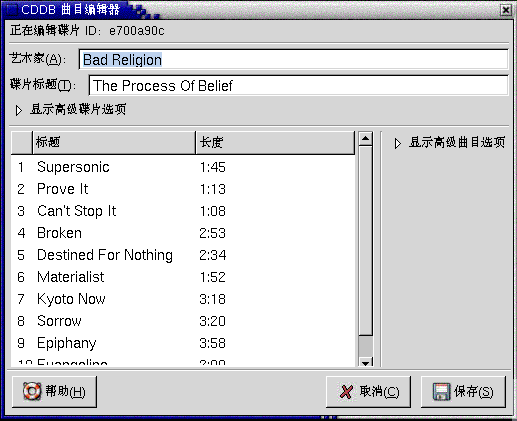 CDDB 曲目编辑器
正在编辑碟片 ID: e700a90c
艺术家(A): Bad Religion
碟片标题(T): The Process Of Belief
显示高级碟片选项
标题 长度
显示高级曲目选项
1 Supersonic 1:45
2 Prove It 1:13
3 Can't Stop It 1:08
4 Broken 2:53
5 Destined For Nothing 2:34
6 Materialist 1:52
7 Kyoto Now 3:18
8 Sorrow 3:20
9 Epiphany 3:58
帮助(H) 取消(C) 保存(S)